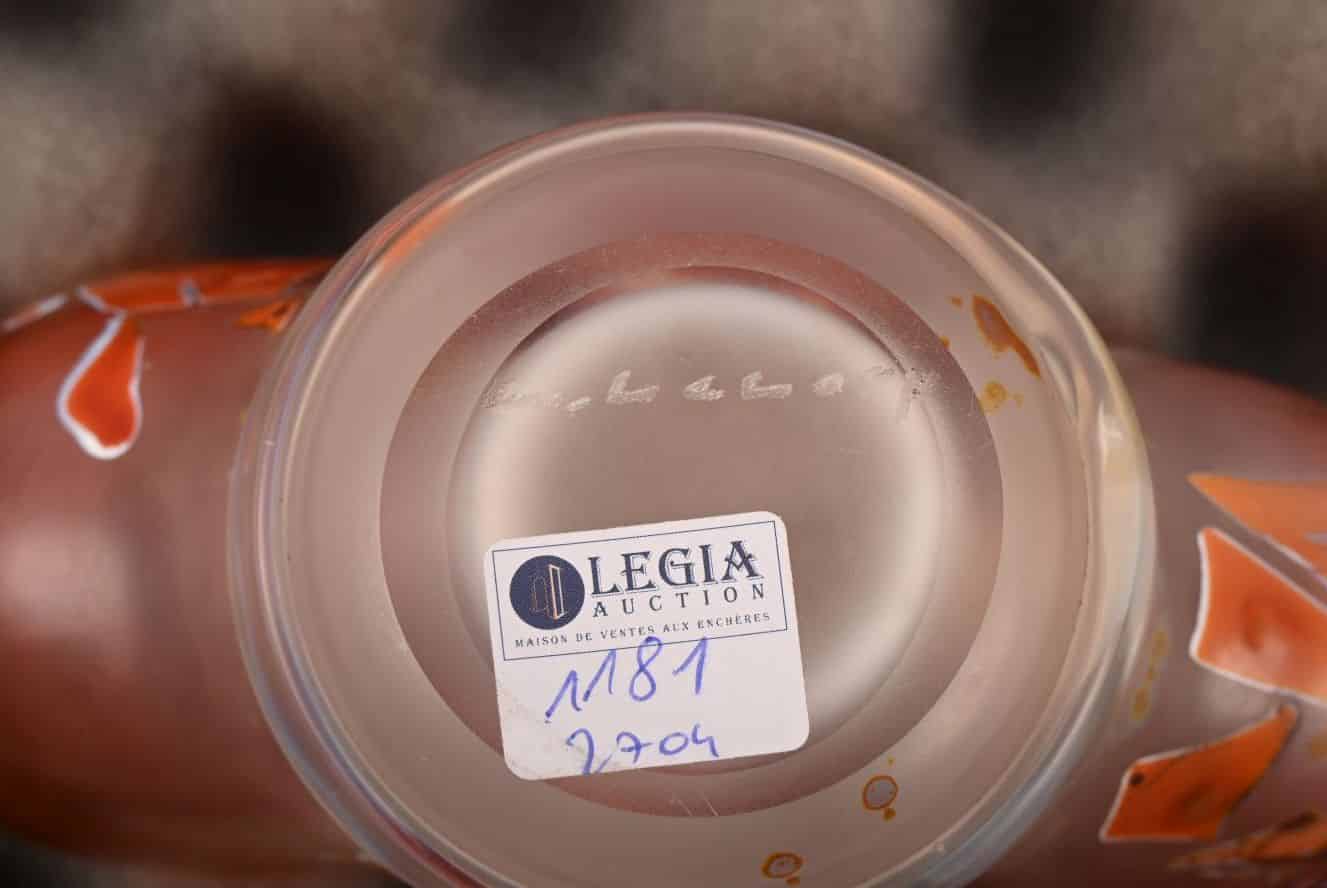 LEGIA
AUCTION
MAISON DE VENTES AUX ENCHÈRES
1181
2704